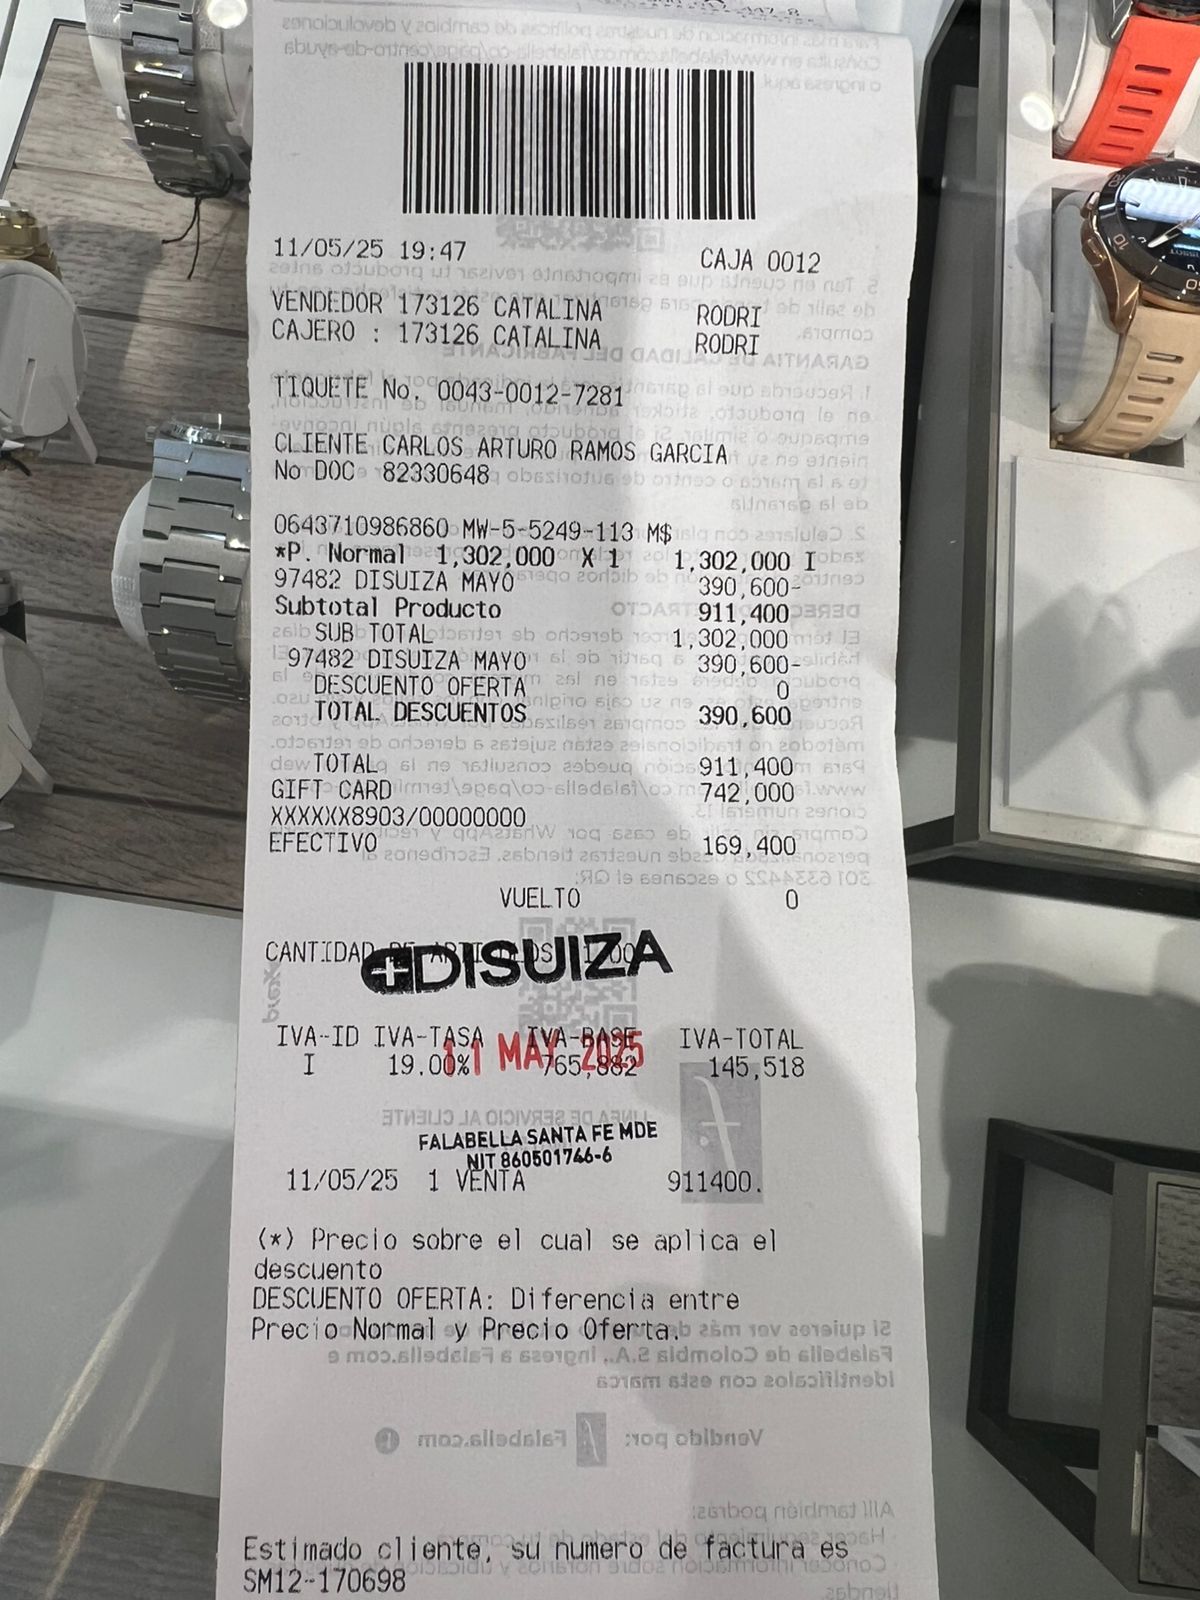 11/05/25 19:47 CAJA 0012
VENDEDOR 173126 CATALINA RODRI
CAJERO : 173126 CATALINA RODRI
TIQUETE No. 0043-0012-7281
CLIENTE CARLOS ARTURO RAMOS GARCIA
No DOC 82330648
0643710986860 MW-5-5249-113 M$
*P. Normal 1,302,000 X 1 1,302,000 I
97482 DISUIZA MAYO 390,600-
Subtotal Producto 911,400
SUB TOTAL 1,302,000
97482 DISUIZA MAYO 390,600-
DESCUENTO OFERTA 0
TOTAL DESCUENTOS 390,600
TOTAL 911,400
GIFT CARD 742,000
XXXXXX8903/00000000
EFECTIVO 169,400
VUELTO 0
CANTIDAD
DISUIZA
IVA-ID IVA-TASA IVA-BASE IVA-TOTAL
I 19.00% 765,882 145,518
11 MAY 2025
FALABELLA SANTA FE MDE
NIT 860501746-6
11/05/25 1 VENTA 911400.
(*) Precio sobre el cual se aplica el
descuento
DESCUENTO OFERTA: Diferencia entre
Precio Normal y Precio Oferta.
Estimado cliente, su numero de factura es
SM12-170698